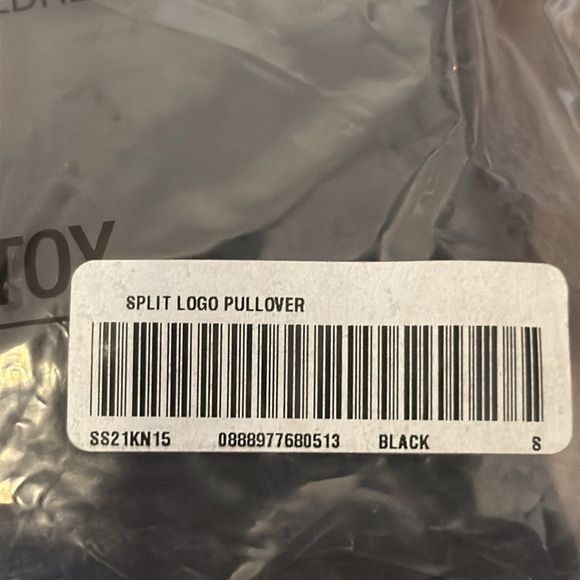 TOY
SPLIT LOGO PULLOVER
SS21KN15 0888977680513 BLACK S